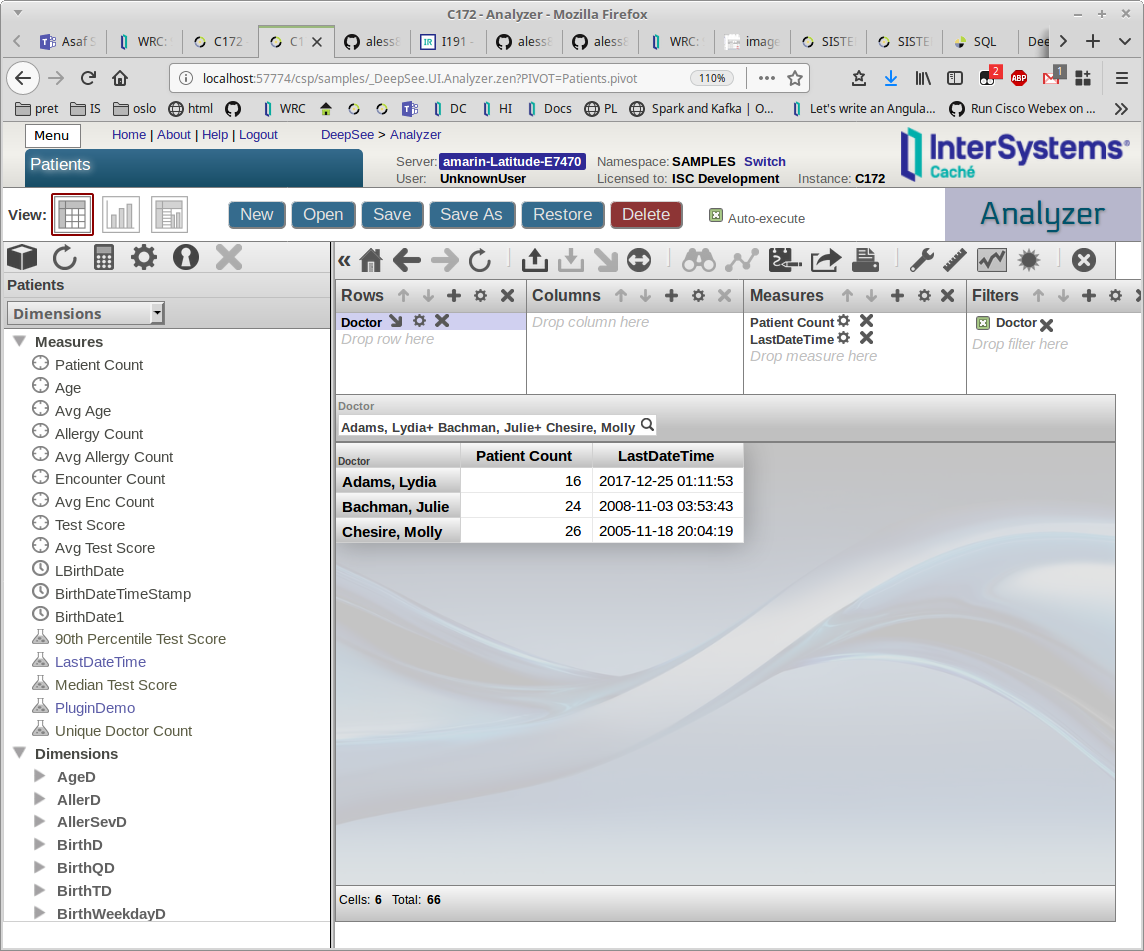 C172 - Analyzer - Mozilla Firefox
Asaf S WRC: C172 C1 aless8 I191 - aless8 aless8 WRC: image SISTE SISTE SQL Dee
localhost:57774/csp/samples/_DeepSee.UI.Analyzer.zen?PIVOT=Patients.pivot 110% 2 ABP 1
pret IS oslo html WRC DC HI Docs PL Spark and Kafka | O... Let's write an Angula... Run Cisco Webex on ...
Menu Home | About | Help | Logout DeepSee > Analyzer
Patients
Server: amarin-Latitude-E7470 Namespace: SAMPLES Switch
User: UnknownUser Licensed to: ISC Development Instance: C172
InterSystems®
Caché
View: New Open Save Save As Restore Delete Auto-execute Analyzer
Patients
Dimensions
Measures
Patient Count
Age
Avg Age
Allergy Count
Avg Allergy Count
Encounter Count
Avg Enc Count
Test Score
Avg Test Score
LBirthDate
BirthDateTimeStamp
BirthDate1
90th Percentile Test Score
LastDateTime
Median Test Score
PluginDemo
Unique Doctor Count
Dimensions
AgeD
AllerD
AllerSevD
BirthD
BirthQD
BirthTD
BirthWeekdayD
Rows Columns Measures Filters
Doctor Drop column here Patient Count Doctor
Drop row here LastDateTime Drop filter here
Drop measure here
Doctor
Adams, Lydia+ Bachman, Julie+ Chesire, Molly
Doctor Patient Count LastDateTime
Adams, Lydia 16 2017-12-25 01:11:53
Bachman, Julie 24 2008-11-03 03:53:43
Chesire, Molly 26 2005-11-18 20:04:19
Cells: 6 Total: 66